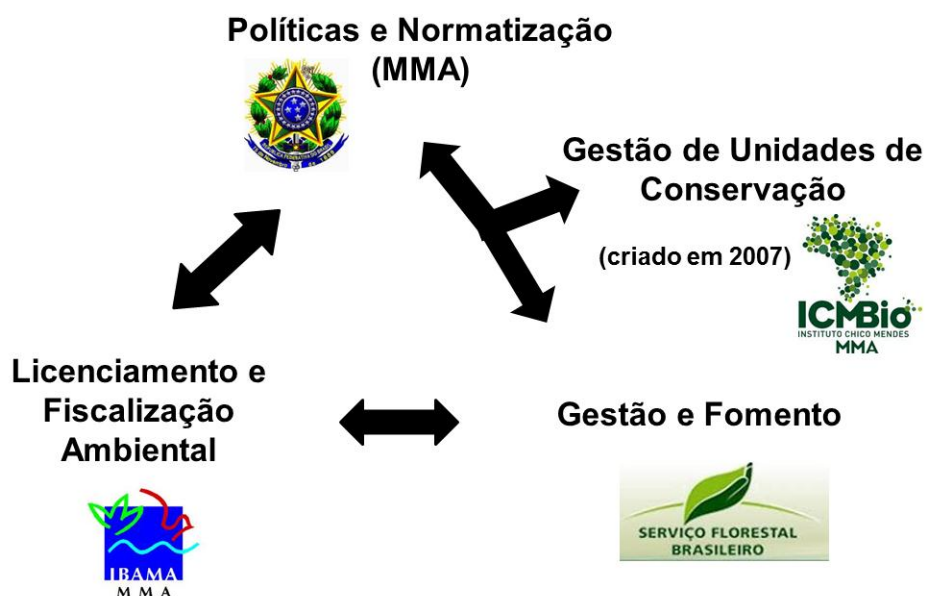 Políticas e Normatização
(MMA)
Gestão de Unidades de
Conservação
(criado em 2007)
ICMBio
INSTITUTO CHICO MENDES
MMA
Licenciamento e
Fiscalização
Ambiental
Gestão e Fomento
IBAMA
M M A
SERVIÇO FLORESTAL
BRASILEIRO